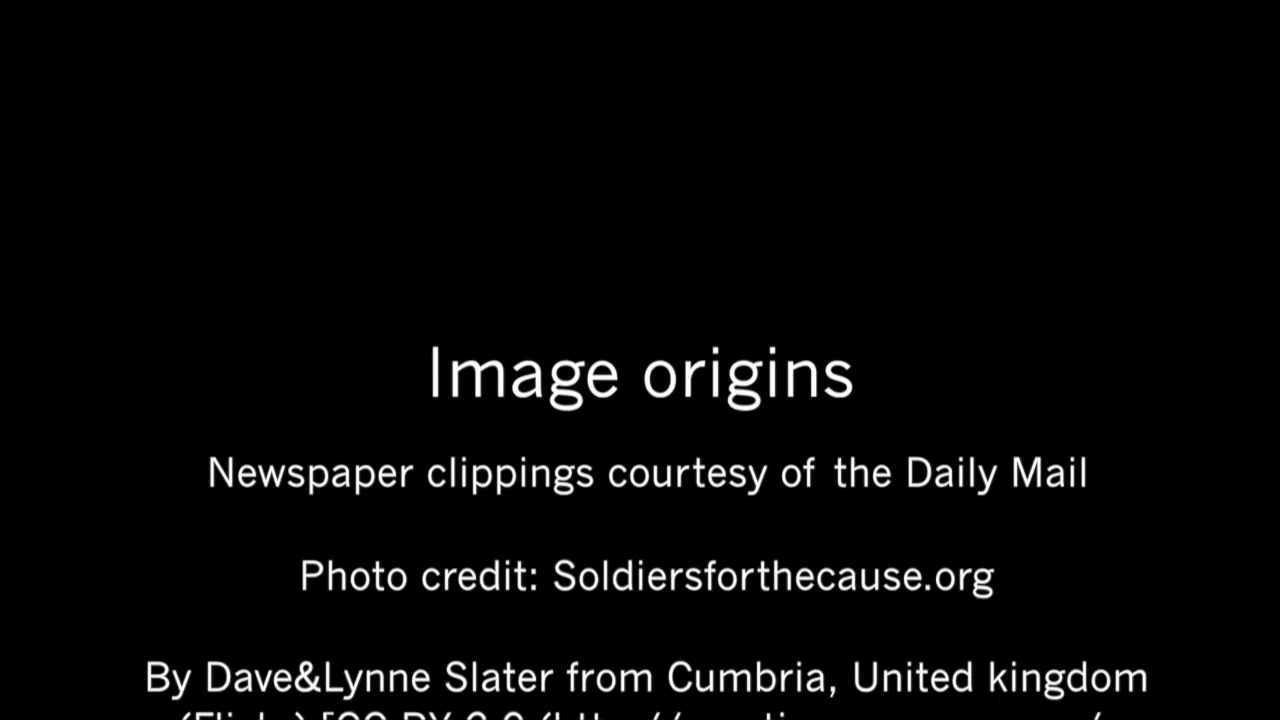 Image origins
Newspaper clippings courtesy of the Daily Mail
Photo credit: Soldiersforthecause.org
By Dave&Lynne Slater from Cumbria, United kingdom